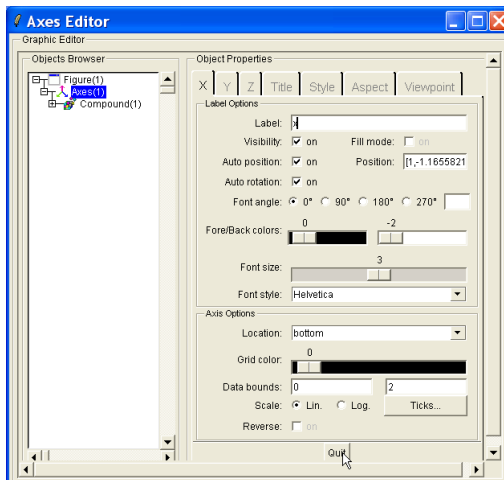 Axes Editor
Graphic Editor
Objects Browser
Figure(1)
Axes(1)
Compound(1)
Object Properties
X Y Z Title Style Aspect Viewpoint
Label Options
Label: x
Visibility: on Fill mode: on
Auto position: on Position: [1,-1.1655821
Auto rotation: on
Font angle: 0° 90° 180° 270°
0 -2
Fore/Back colors:
3
Font size:
Font style: Helvetica
Axis Options
Location: bottom
0
Grid color:
Data bounds: 0 2
Scale: Lin. Log. Ticks...
Reverse: on
Quit